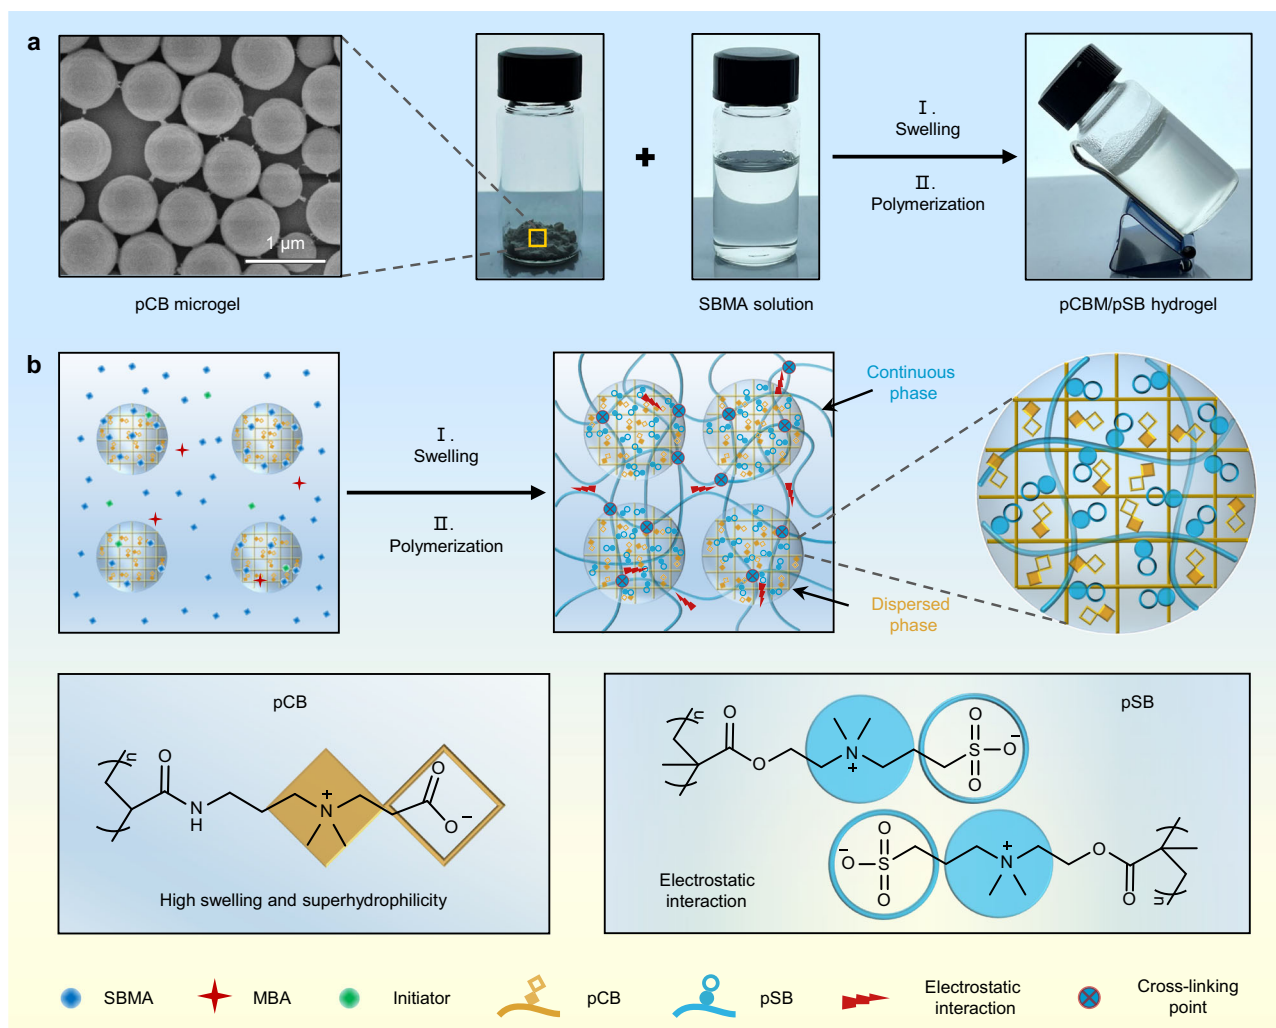 a
1 µm
I.
Swelling
II.
Polymerization
pCB microgel
SBMA solution
pCBM/pSB hydrogel
b
I.
Swelling
II.
Polymerization
Continuous
phase
Dispersed
phase
pCB
n
O
N
H
N
+
O
O
−
High swelling and superhydrophilicity
pSB
n
O
O
N
+
O
S
O
O
−
−
O
O
S
O
N
+
O
O
n
Electrostatic
interaction
SBMA
MBA
Initiator
pCB
pSB
Electrostatic
interaction
Cross-linking
point